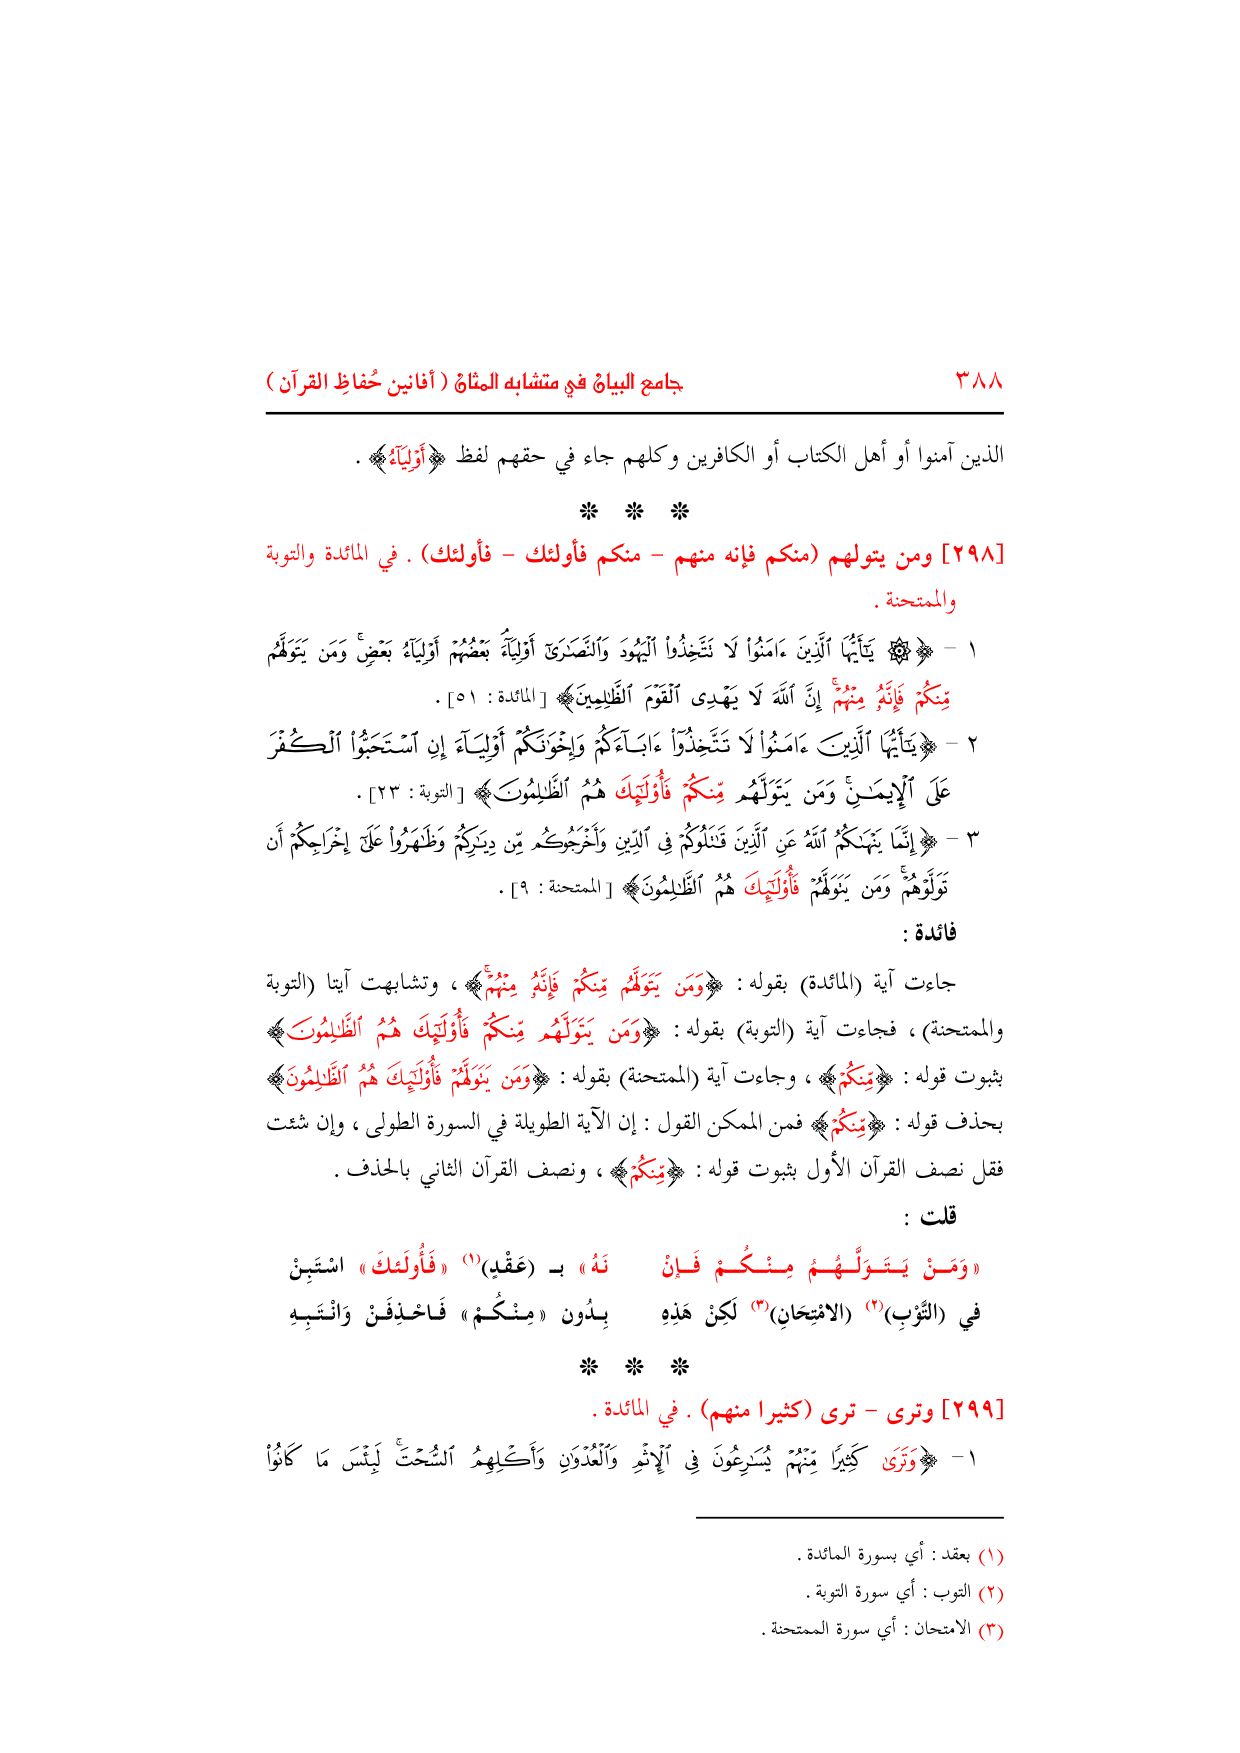 ٣٨٨ جامع البيان في متشابه المثان ( أفانين حُفاظِ القرآن )
الذين آمنوا أو أهل الكتاب أو الكافرين وكلهم جاء في حقهم لفظ ﴿أَوْلِيَآءَ﴾ .
❊ ❊ ❊
[٢٩٨] ومن يتولهم (منكم فإنه منهم – منكم فأولئك – فأولئك) . في المائدة والتوبة
والممتحنة .
١ – ﴿۞ يَٰٓأَيُّهَا ٱلَّذِينَ ءَامَنُوا۟ لَا تَتَّخِذُوا۟ ٱلْيَهُودَ وَٱلنَّصَٰرَىٰٓ أَوْلِيَآءَ ۘ بَعْضُهُمْ أَوْلِيَآءُ بَعْضٍ ۚ وَمَن يَتَوَلَّهُم
مِّنكُمْ فَإِنَّهُۥ مِنْهُمْ ۗ إِنَّ ٱللَّهَ لَا يَهْدِى ٱلْقَوْمَ ٱلظَّٰلِمِينَ﴾ [المائدة : ٥١] .
٢ – ﴿يَٰٓأَيُّهَا ٱلَّذِينَ ءَامَنُوا۟ لَا تَتَّخِذُوٓا۟ ءَابَآءَكُمْ وَإِخْوَٰنَكُمْ أَوْلِيَآءَ إِنِ ٱسْتَحَبُّوا۟ ٱلْكُفْرَ
عَلَى ٱلْإِيمَٰنِ ۚ وَمَن يَتَوَلَّهُم مِّنكُمْ فَأُو۟لَٰٓئِكَ هُمُ ٱلظَّٰلِمُونَ﴾ [التوبة : ٢٣] .
٣ – ﴿إِنَّمَا يَنْهَىٰكُمُ ٱللَّهُ عَنِ ٱلَّذِينَ قَٰتَلُوكُمْ فِى ٱلدِّينِ وَأَخْرَجُوكُم مِّن دِيَٰرِكُمْ وَظَٰهَرُوا۟ عَلَىٰٓ إِخْرَاجِكُمْ أَن
تَوَلَّوْهُمْ ۚ وَمَن يَتَوَلَّهُمْ فَأُو۟لَٰٓئِكَ هُمُ ٱلظَّٰلِمُونَ﴾ [الممتحنة : ٩] .
فائدة :
جاءت آية (المائدة) بقوله : ﴿وَمَن يَتَوَلَّهُم مِّنكُمْ فَإِنَّهُۥ مِنْهُمْ ۗ﴾ ، وتشابهت آيتا (التوبة
والممتحنة) ، فجاءت آية (التوبة) بقوله : ﴿وَمَن يَتَوَلَّهُم مِّنكُمْ فَأُو۟لَٰٓئِكَ هُمُ ٱلظَّٰلِمُونَ﴾
بثبوت قوله : ﴿مِّنكُمْ﴾ ، وجاءت آية (الممتحنة) بقوله : ﴿وَمَن يَتَوَلَّهُمْ فَأُو۟لَٰٓئِكَ هُمُ ٱلظَّٰلِمُونَ﴾
بحذف قوله : ﴿مِّنكُمْ﴾ فمن الممكن القول : إن الآية الطويلة في السورة الطولى ، وإن شئت
فقل نصف القرآن الأول بثبوت قوله : ﴿مِّنكُمْ﴾ ، ونصف القرآن الثاني بالحذف .
قلت :
« وَمَـنْ يَـتَـوَلَّـهُـمُ مِـنْـكُـمْ فَـإِنْ نَهُ » بـ (عَقْدٍ)(١) « فَأُولَئكَ » اسْتَبِنْ
في (التَّوْبِ)(٢) (الامْتِحَانِ)(٣) لَكِنْ هَذِهِ بِـدُون « مِـنْـكُـمْ » فَـاحْـذِفَـنْ وَانْـتَـبِـهِ
❊ ❊ ❊
[٢٩٩] وترى – ترى (كثيرا منهم) . في المائدة .
١– ﴿وَتَرَىٰ كَثِيرًا مِّنْهُمْ يُسَٰرِعُونَ فِى ٱلْإِثْمِ وَٱلْعُدْوَٰنِ وَأَكْلِهِمُ ٱلسُّحْتَ ۚ لَبِئْسَ مَا كَانُوا۟
(١) بعقد : أي بسورة المائدة .
(٢) التوب : أي سورة التوبة .
(٣) الامتحان : أي سورة الممتحنة .